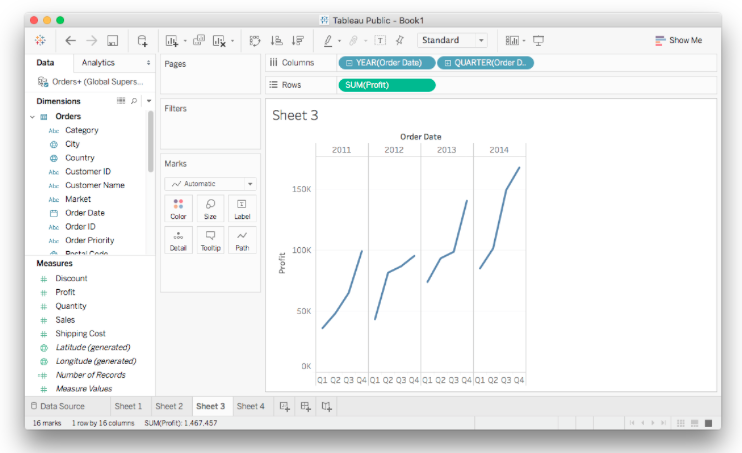 Tableau Public - Book1
Standard
Show Me
Data
Analytics
Orders+ (Global Supers...
Dimensions
Orders
Abc Category
City
Country
Abc Customer ID
Abc Customer Name
Abc Market
Order Date
Abc Order ID
Abc Order Priority
Postal Code
Measures
Discount
Profit
Quantity
Sales
Shipping Cost
Latitude (generated)
Longitude (generated)
Number of Records
Measure Values
Pages
Filters
Marks
Automatic
Color
Size
Label
Detail
Tooltip
Path
Columns
YEAR(Order Date)
QUARTER(Order D..
Rows
SUM(Profit)
Sheet 3
Order Date
2011 2012 2013 2014
150K
100K
50K
0K
Profit
Q1 Q2 Q3 Q4 Q1 Q2 Q3 Q4 Q1 Q2 Q3 Q4 Q1 Q2 Q3 Q4
Data Source
Sheet 1
Sheet 2
Sheet 3
Sheet 4
16 marks
1 row by 16 columns
SUM(Profit): 1,467,457